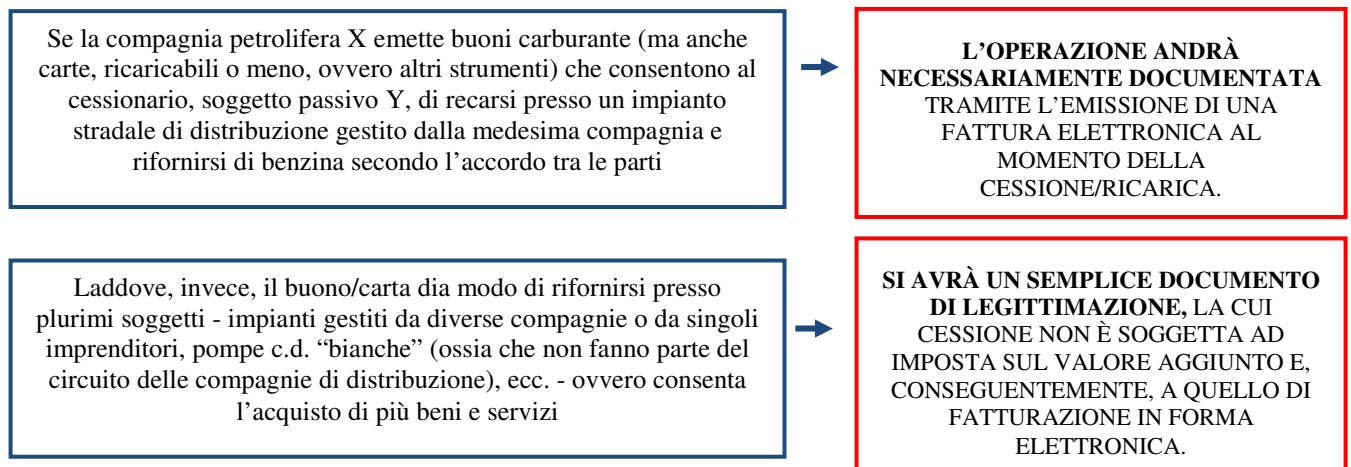 Se la compagnia petrolifera X emette buoni carburante (ma anche
carte, ricaricabili o meno, ovvero altri strumenti) che consentono al
cessionario, soggetto passivo Y, di recarsi presso un impianto
stradale di distribuzione gestito dalla medesima compagnia e
rifornirsi di benzina secondo l’accordo tra le parti
L’OPERAZIONE ANDRÀ
NECESSARIAMENTE DOCUMENTATA
TRAMITE L’EMISSIONE DI UNA
FATTURA ELETTRONICA AL
MOMENTO DELLA
CESSIONE/RICARICA.
Laddove, invece, il buono/carta dia modo di rifornirsi presso
plurimi soggetti - impianti gestiti da diverse compagnie o da singoli
imprenditori, pompe c.d. “bianche” (ossia che non fanno parte del
circuito delle compagnie di distribuzione), ecc. - ovvero consenta
l’acquisto di più beni e servizi
SI AVRÀ UN SEMPLICE DOCUMENTO
DI LEGITTIMAZIONE, LA CUI
CESSIONE NON È SOGGETTA AD
IMPOSTA SUL VALORE AGGIUNTO E,
CONSEGUENTEMENTE, A QUELLO DI
FATTURAZIONE IN FORMA
ELETTRONICA.